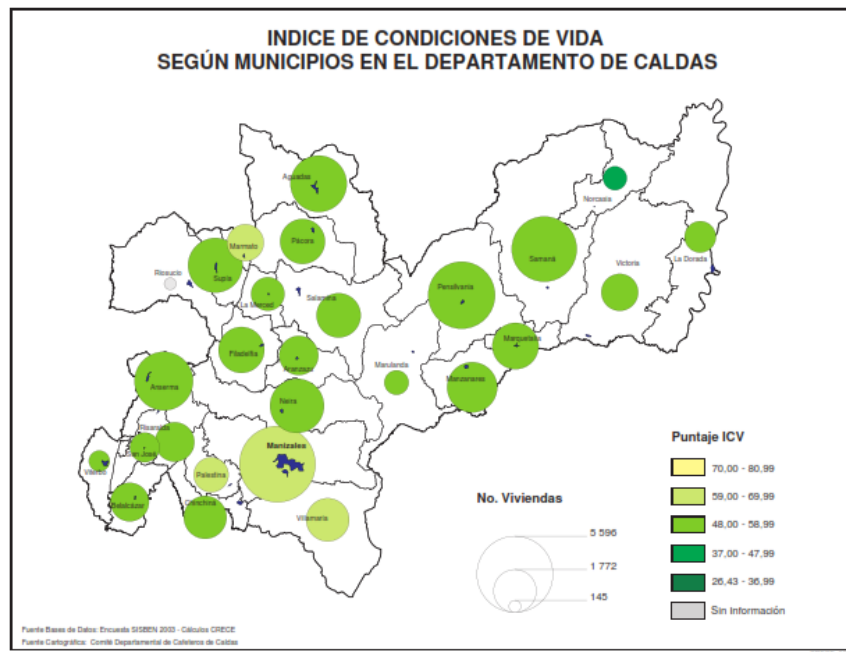 INDICE DE CONDICIONES DE VIDA
SEGÚN MUNICIPIOS EN EL DEPARTAMENTO DE CALDAS
Aguadas
Norcasia
Marmato
Pácora
Samaná
La Dorada
Riosucio
Supía
Victoria
La Merced
Salamina
Pensilvania
Filadelfia
Aranzazu
Marquetalia
Marulanda
Manzanares
Anserma
Neira
Risaralda
San José
Manizales
Viterbo
Palestina
Belalcázar
Chinchiná
Villamaría
Puntaje ICV
70,00 - 80,99
59,00 - 69,99
48,00 - 58,99
37,00 - 47,99
26,43 - 36,99
Sin Información
No. Viviendas
5 596
1 772
145
Fuente Bases de Datos: Encuesta SISBEN 2003 - Cálculos CRECE
Fuente Cartográfica: Comité Departamental de Cafeteros de Caldas